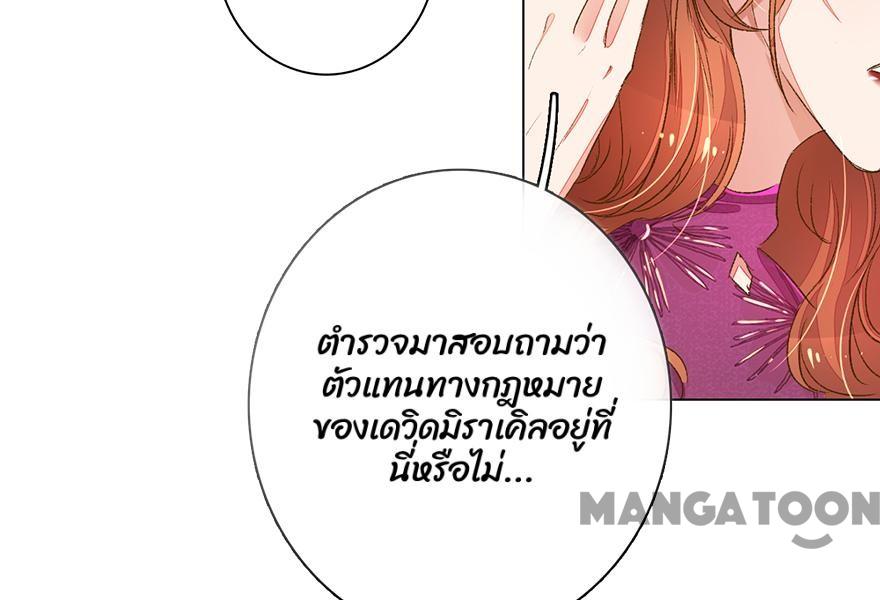 ตำรวจมาสอบถามว่า
ตัวแทนทางกฎหมาย
ของเดวิดมิราเคิลอยู่ที่
นี่หรือไม่...
MANGATOON